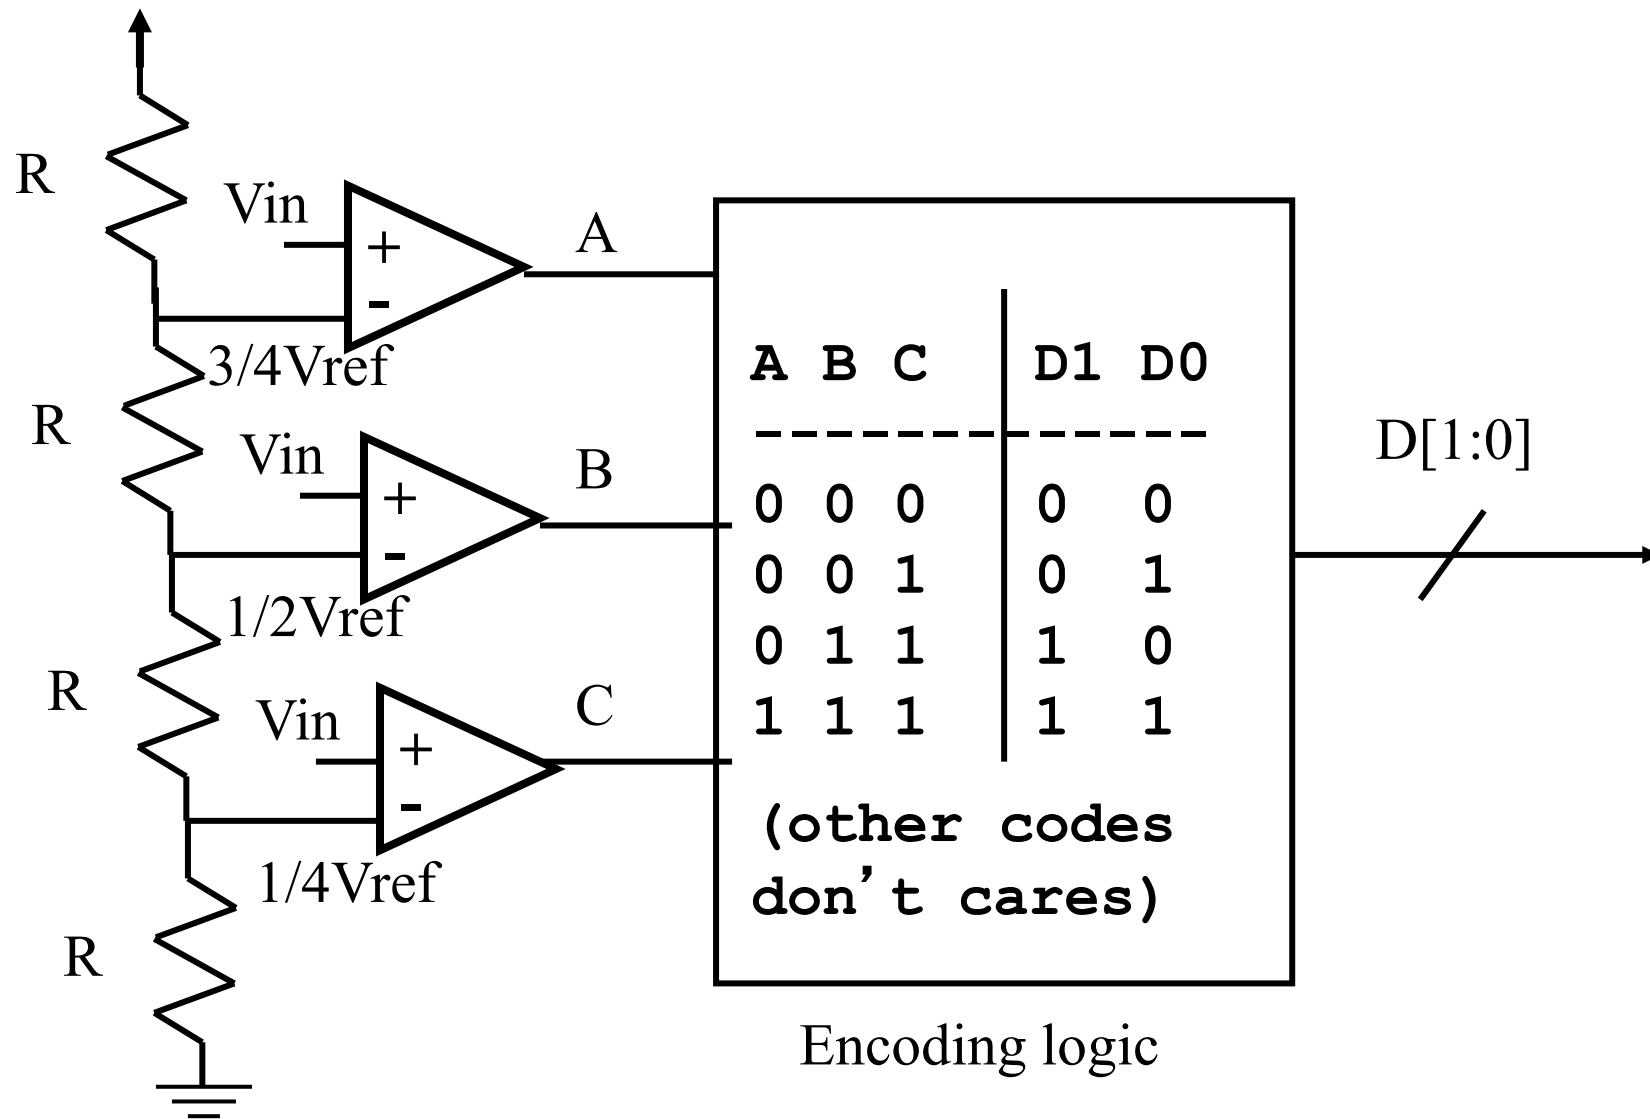 R
Vin
+
-
A
3/4Vref
R
Vin
+
-
B
1/2Vref
R
Vin
+
-
C
1/4Vref
R
A B C D1 D0
0 0 0 0 0
0 0 1 0 1
0 1 1 1 0
1 1 1 1 1
(other codes
don't cares)
Encoding logic
D[1:0]